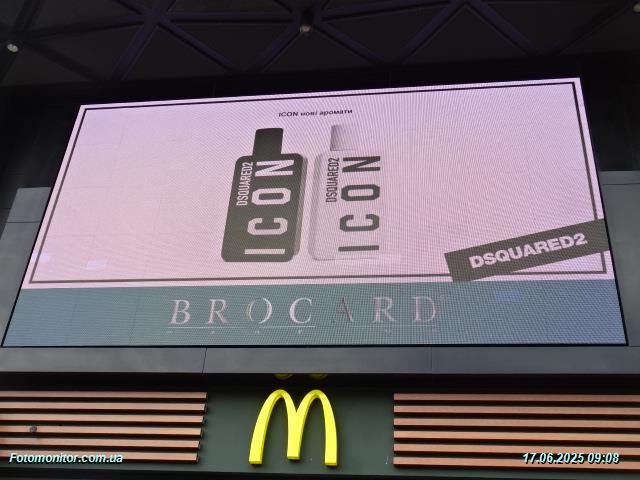 ICON нові аромати
DSQUARED2
ICON
DSQUARED2
ICON
DSQUARED2
BROCARD
Fotomonitor.com.ua
17.06.2025 09:08